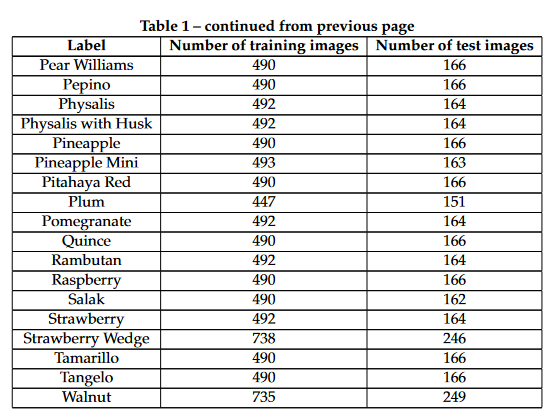 Table 1 – continued from previous page
Label Number of training images Number of test images
Pear Williams 490 166
Pepino 490 166
Physalis 492 164
Physalis with Husk 492 164
Pineapple 490 166
Pineapple Mini 493 163
Pitahaya Red 490 166
Plum 447 151
Pomegranate 492 164
Quince 490 166
Rambutan 492 164
Raspberry 490 166
Salak 490 162
Strawberry 492 164
Strawberry Wedge 738 246
Tamarillo 490 166
Tangelo 490 166
Walnut 735 249